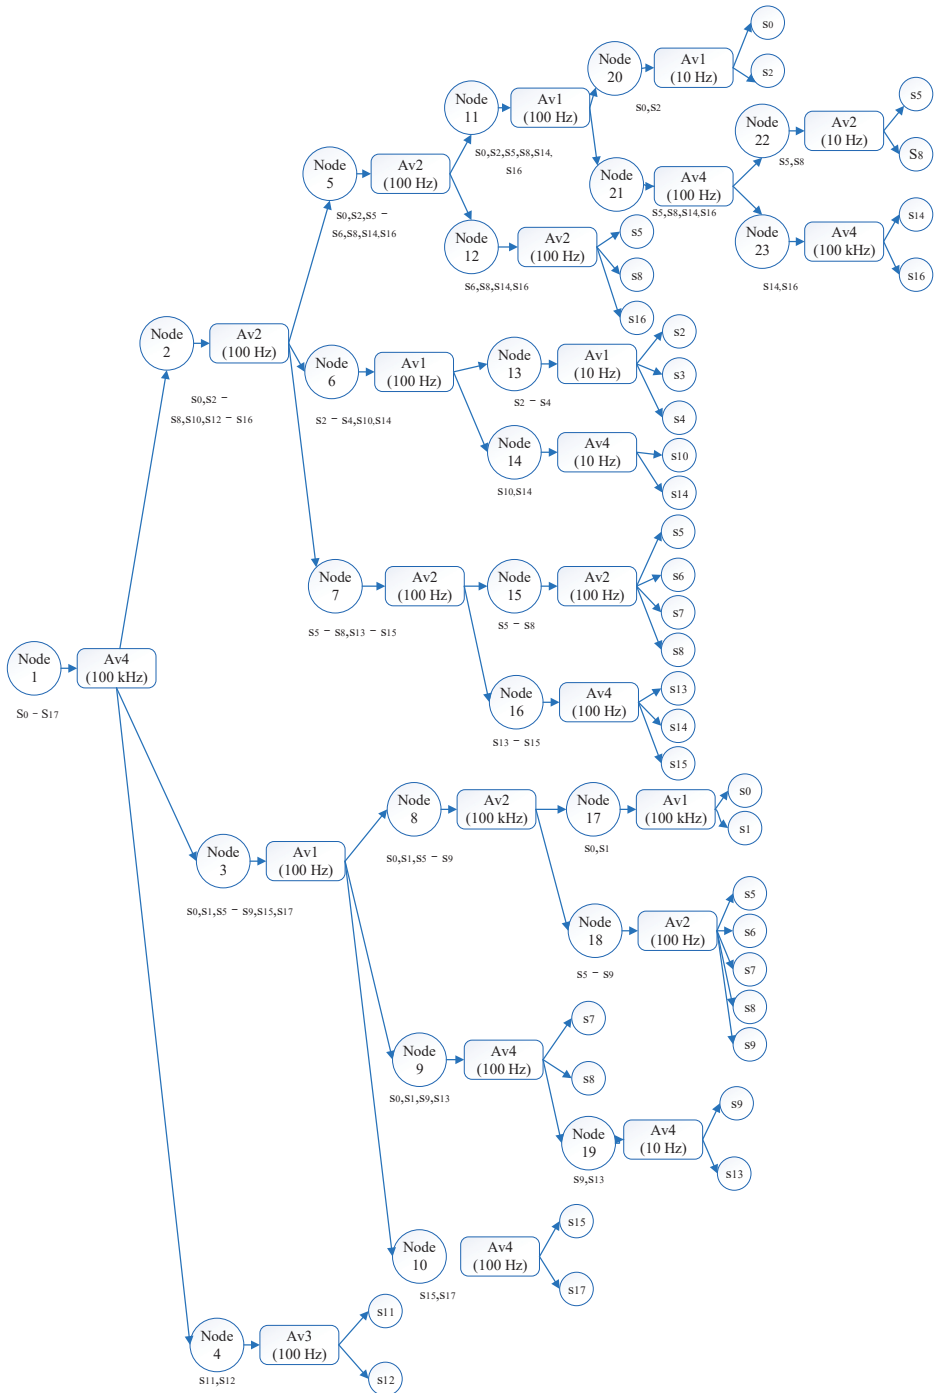 Node
1
Av4
(100 kHz)
S0 – S17
Node
2
Av2
(100 Hz)
s0,s2 –
s8,s10,s12 – s16
Node
5
Av2
(100 Hz)
s0,s2,s5 –
s6,s8,s14,s16
Node
11
Av1
(100 Hz)
s0,s2,s5,s8,s14,
s16
Node
20
Av1
(10 Hz)
s0,s2
s0
s2
Node
21
Av4
(100 Hz)
s5,s8,s14,s16
Node
22
Av2
(10 Hz)
s5,s8
s5
S8
Node
23
Av4
(100 kHz)
s14,s16
s14
s16
Node
12
Av2
(100 Hz)
s6,s8,s14,s16
s5
s8
s16
Node
6
Av1
(100 Hz)
s2 – s4,s10,s14
Node
13
Av1
(10 Hz)
s2 – s4
s2
s3
s4
Node
14
Av4
(10 Hz)
s10,s14
s10
s14
Node
7
Av2
(100 Hz)
s5 – s8,s13 – s15
Node
15
Av2
(100 Hz)
s5 – s8
s5
s6
s7
s8
Node
16
Av4
(100 Hz)
s13 – s15
s13
s14
s15
Node
3
Av1
(100 Hz)
s0,s1,s5 – s9,s15,s17
Node
8
Av2
(100 kHz)
s0,s1,s5 – s9
Node
17
Av1
(100 kHz)
s0,s1
s0
s1
Node
18
Av2
(100 Hz)
s5 – s9
s5
s6
s7
s8
s9
Node
9
Av4
(100 Hz)
s0,s1,s9,s13
s7
s8
Node
19
Av4
(10 Hz)
s9,s13
s9
s13
Node
10
Av4
(100 Hz)
s15,s17
s15
s17
Node
4
Av3
(100 Hz)
s11,s12
s11
s12